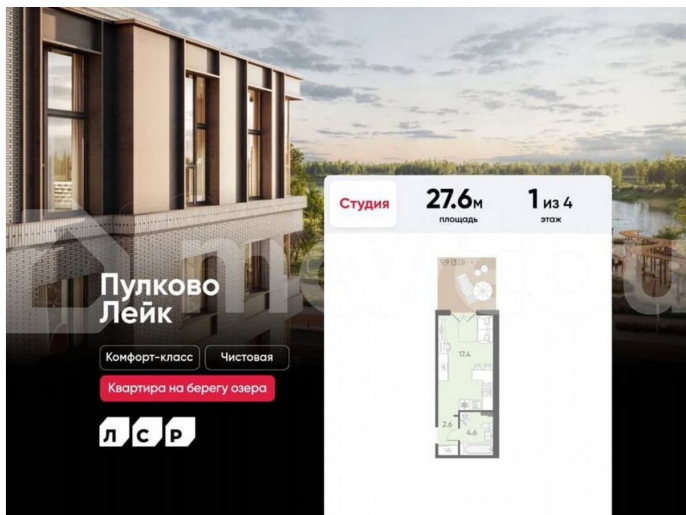 Студия
27.6м
площадь
1 из 4
этаж
Пулково
Лейк
Комфорт-класс
Чистовая
Квартира на берегу озера
ЛСР
17.4
2.6
4.6